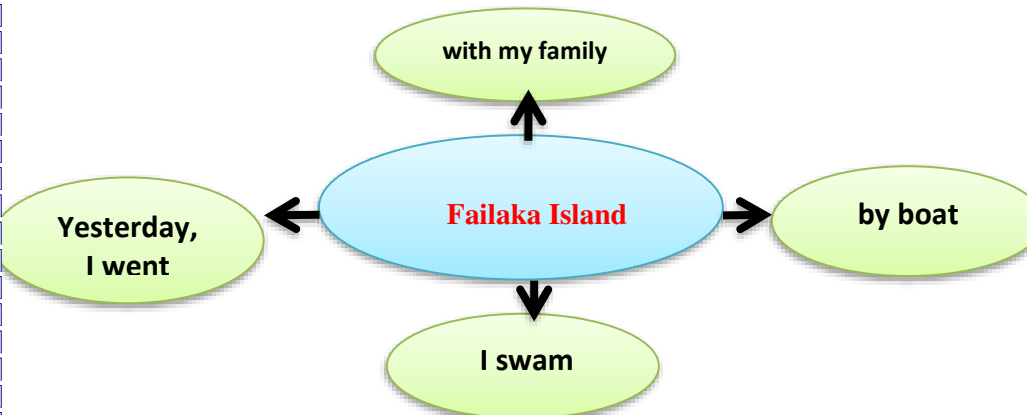 with my family
Failaka Island
Yesterday,
I went
by boat
I swam